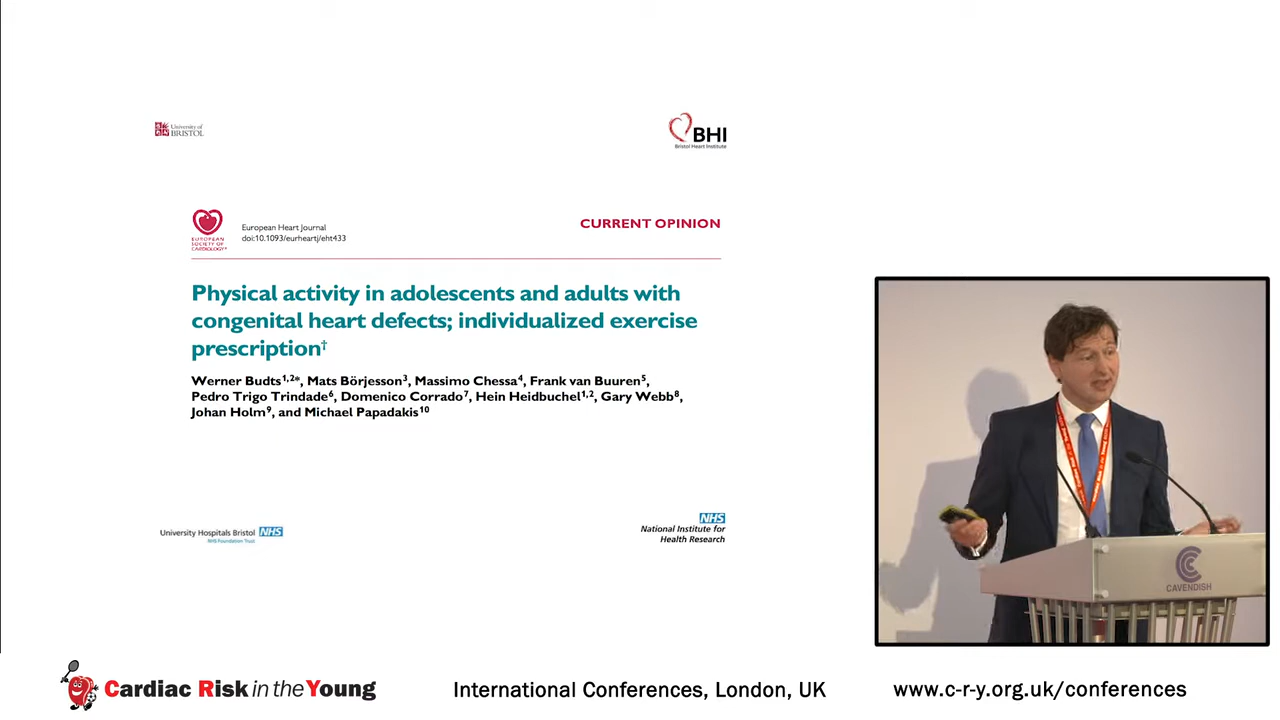 University of
BRISTOL
BHI
Bristol Heart Institute
EUROPEAN
SOCIETY OF
CARDIOLOGY®
European Heart Journal
doi:10.1093/eurheartj/eht433
CURRENT OPINION
Physical activity in adolescents and adults with
congenital heart defects; individualized exercise
prescription†
Werner Budts1,2*, Mats Börjesson3, Massimo Chessa4, Frank van Buuren5,
Pedro Trigo Trindade6, Domenico Corrado7, Hein Heidbuchel1,2, Gary Webb8,
Johan Holm9, and Michael Papadakis10
University Hospitals Bristol NHS
NHS Foundation Trust
NHS
National Institute for
Health Research
CAVENDISH
Cardiac Risk in the Young
International Conferences, London, UK
www.c-r-y.org.uk/conferences